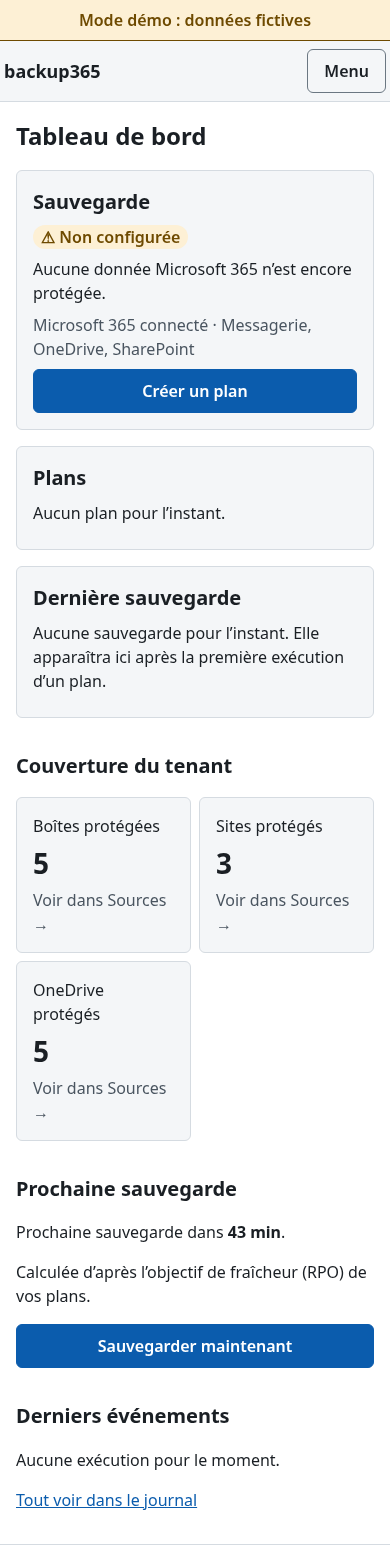 Mode démo : données fictives
backup365
Menu
Tableau de bord
Sauvegarde
⚠ Non configurée
Aucune donnée Microsoft 365 n’est encore
protégée.
Microsoft 365 connecté · Messagerie,
OneDrive, SharePoint
Créer un plan
Plans
Aucun plan pour l’instant.
Dernière sauvegarde
Aucune sauvegarde pour l’instant. Elle
apparaîtra ici après la première exécution
d’un plan.
Couverture du tenant
Boîtes protégées
5
Voir dans Sources
→
Sites protégés
3
Voir dans Sources
→
OneDrive
protégés
5
Voir dans Sources
→
Prochaine sauvegarde
Prochaine sauvegarde dans 43 min.
Calculée d’après l’objectif de fraîcheur (RPO) de
vos plans.
Sauvegarder maintenant
Derniers événements
Aucune exécution pour le moment.
Tout voir dans le journal